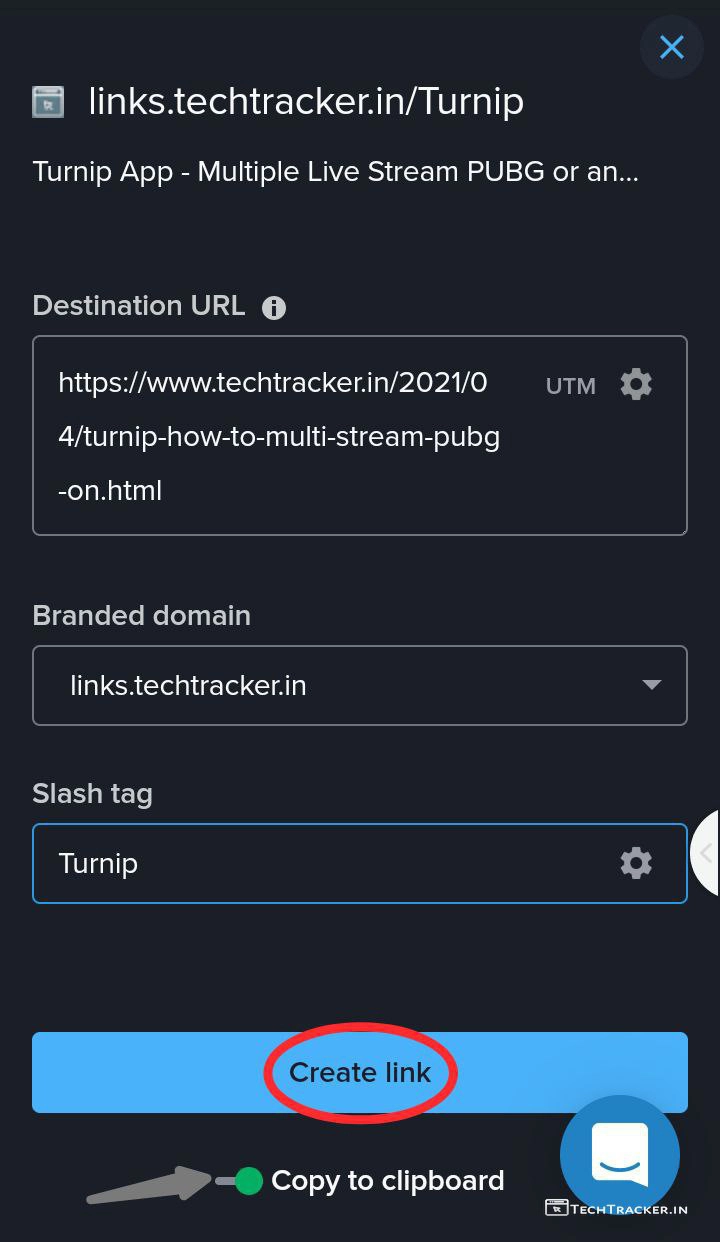 links.techtracker.in/Turnip
Turnip App - Multiple Live Stream PUBG or an...
Destination URL
https://www.techtracker.in/2021/0
4/turnip-how-to-multi-stream-pubg
-on.html
UTM
Branded domain
links.techtracker.in
Slash tag
Turnip
Create link
Copy to clipboard
TECHTRACKER.IN